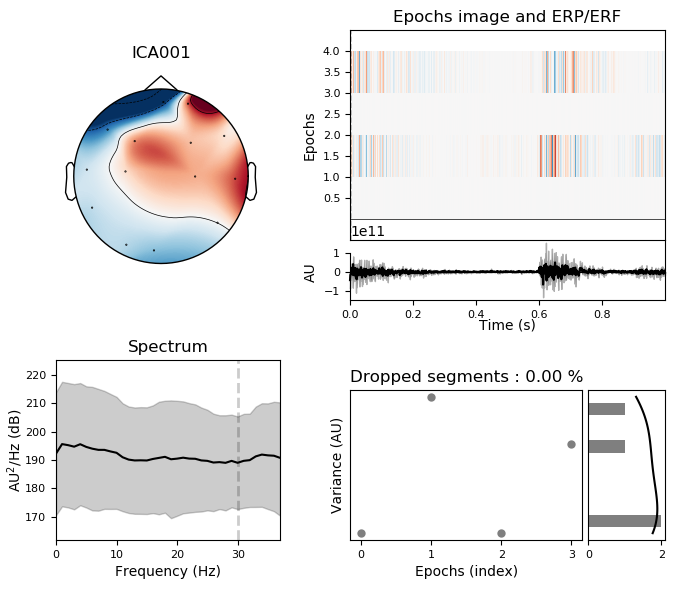 ICA001
Epochs image and ERP/ERF
Epochs
4.0
3.5
3.0
2.5
2.0
1.5
1.0
0.5
1e11
AU
1
0
−1
0.0 0.2 0.4 0.6 0.8
Time (s)
Spectrum
AU²/Hz (dB)
220
210
200
190
180
170
0 10 20 30
Frequency (Hz)
Dropped segments : 0.00 %
Variance (AU)
0 1 2 3
Epochs (index)
0 2